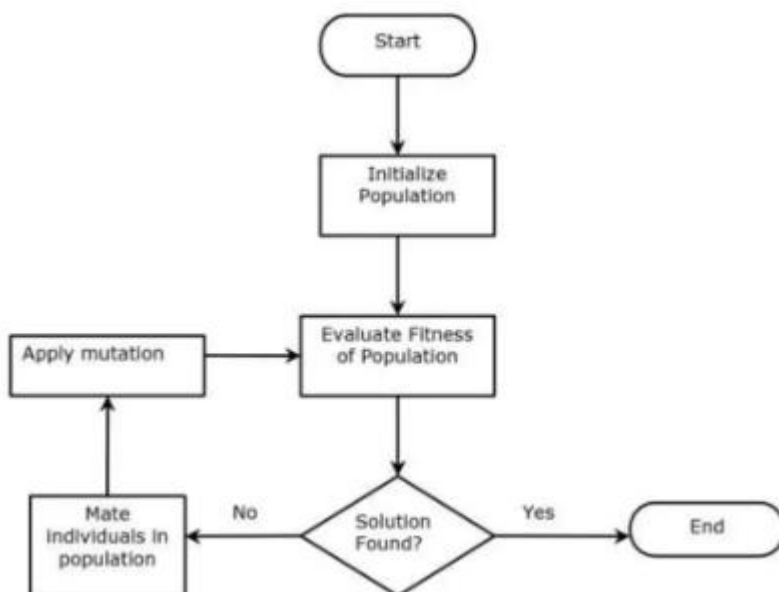 Start
Initialize
Population
Evaluate Fitness
of Population
Apply mutation
Solution
Found?
No
Yes
Mate
individuals in
population
End